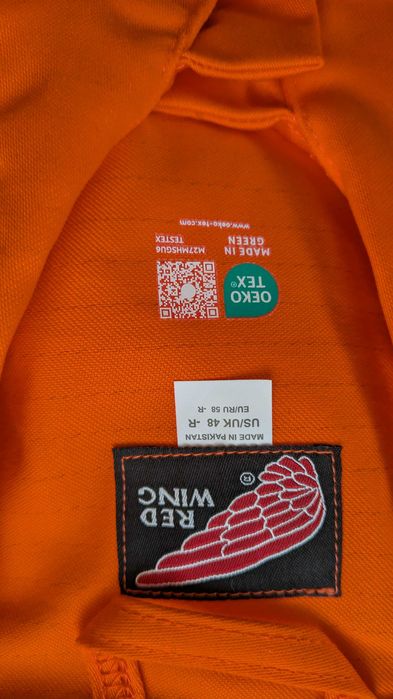 RED
WING®
MADE IN PAKISTAN
US/UK 48 -R
EU/RU 58 -R
OEKO
TEX®
MADE IN
GREEN
M27MHSGU6
TESTEX
www.oeko-tex.com